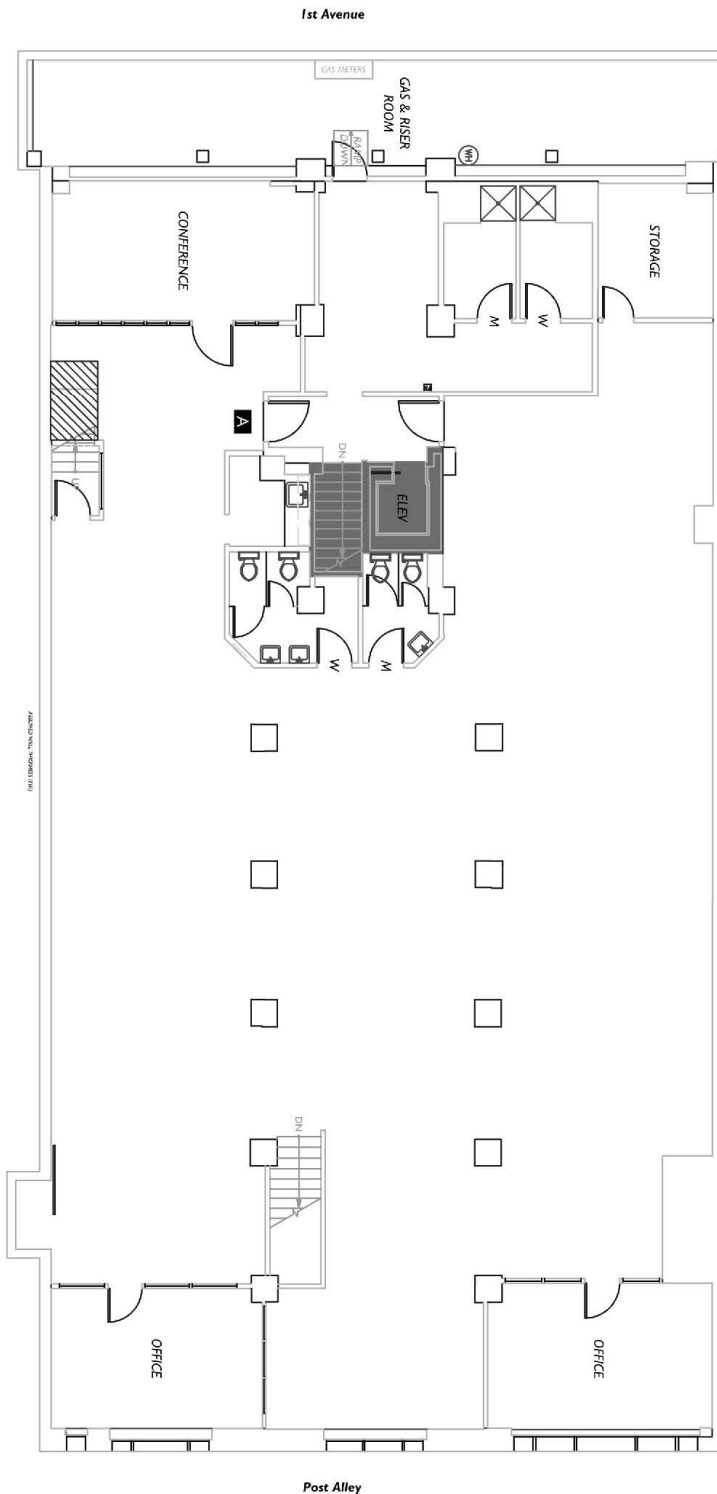 1st Avenue
GAS METERS
GAS & RISER
ROOM
RAMP
DOWN
WH
CONFERENCE
STORAGE
M
W
A
DN
ELEV
UP
W
M
DN
OFFICE
OFFICE
Post Alley